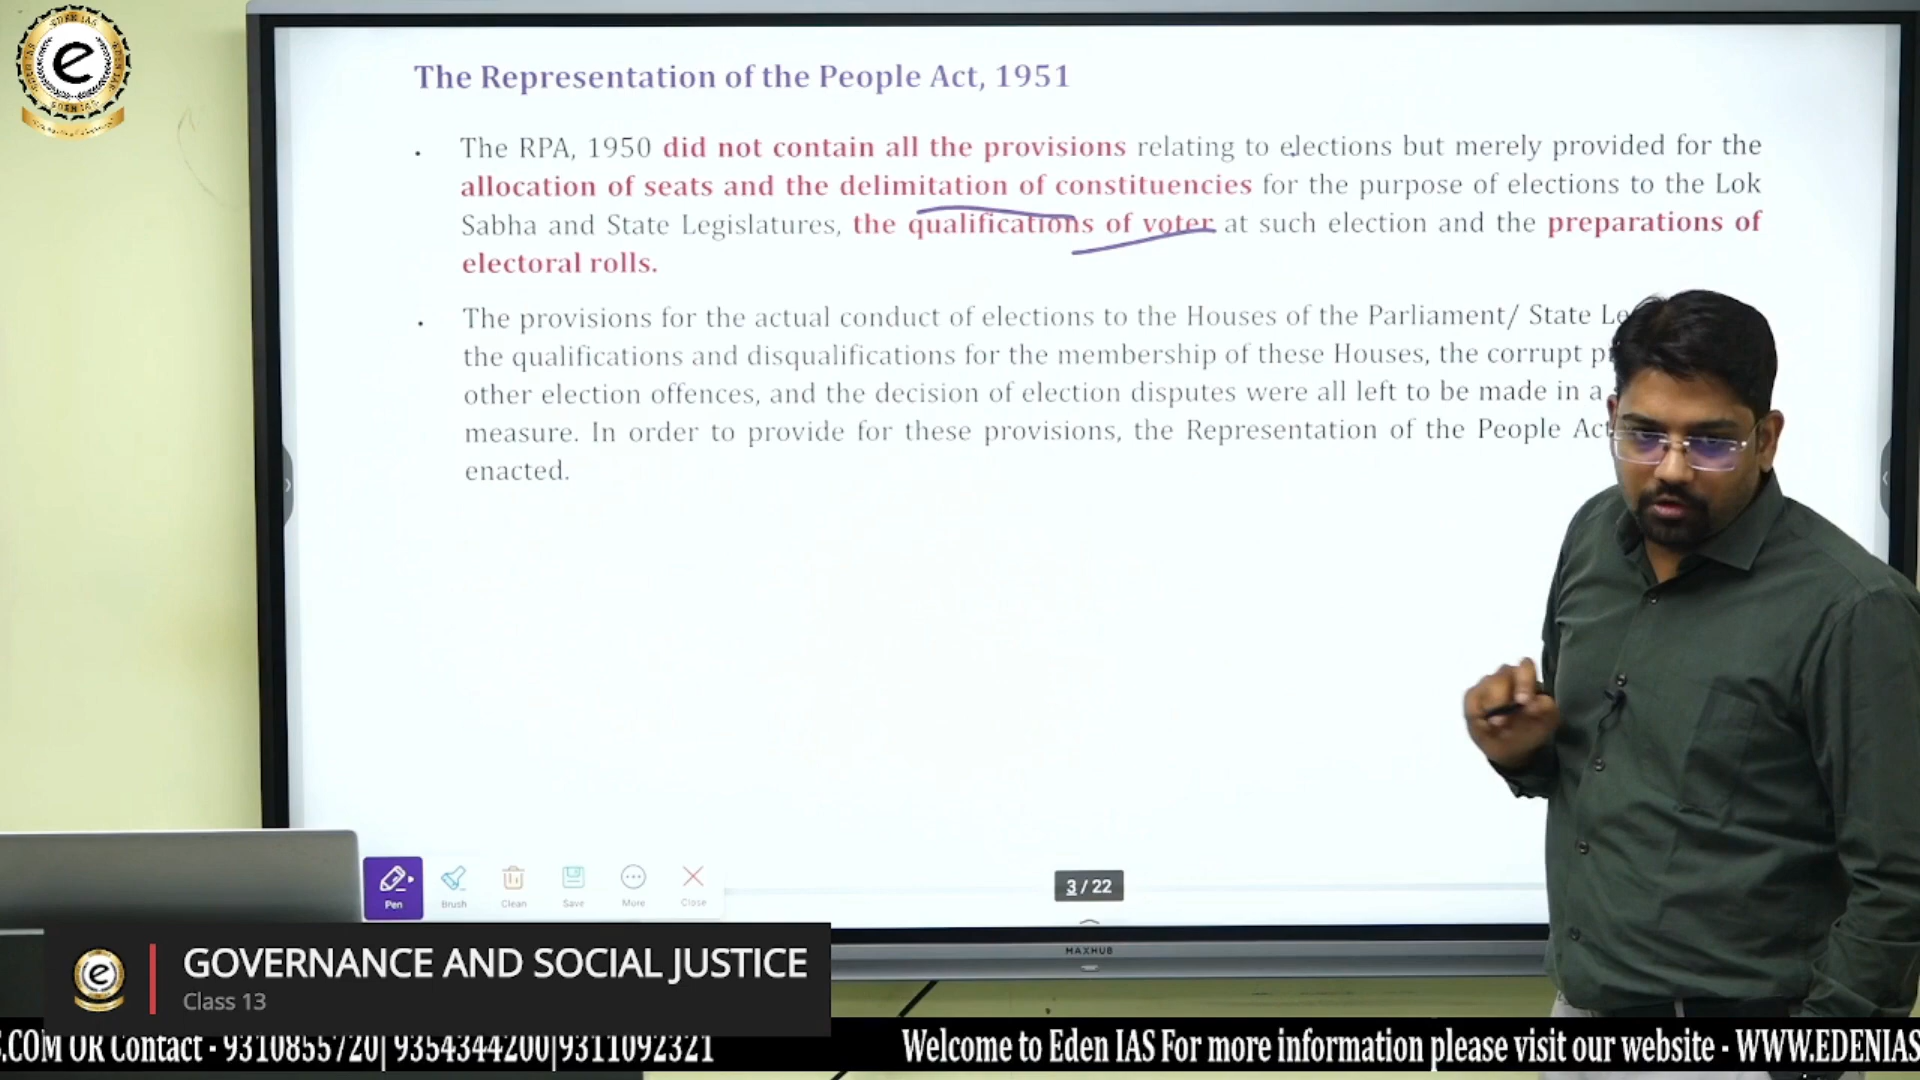 EDEN IAS
e
EDEN IAS
The Representation of the People Act, 1951
. The RPA, 1950 did not contain all the provisions relating to elections but merely provided for the
allocation of seats and the delimitation of constituencies for the purpose of elections to the Lok
Sabha and State Legislatures, the qualifications of voter at such election and the preparations of
electoral rolls.
. The provisions for the actual conduct of elections to the Houses of the Parliament/ State
the qualifications and disqualifications for the membership of these Houses, the corrupt
other election offences, and the decision of election disputes were all left to be made in a
measure. In order to provide for these provisions, the Representation of the People Act
enacted.
Pen Brush Clean Save More Close
3 / 22
MAXHUB
e
GOVERNANCE AND SOCIAL JUSTICE
Class 13
.COM OR Contact - 9310855720| 9354344200|9311092321 Welcome to Eden IAS For more information please visit our website - WWW.EDENIAS